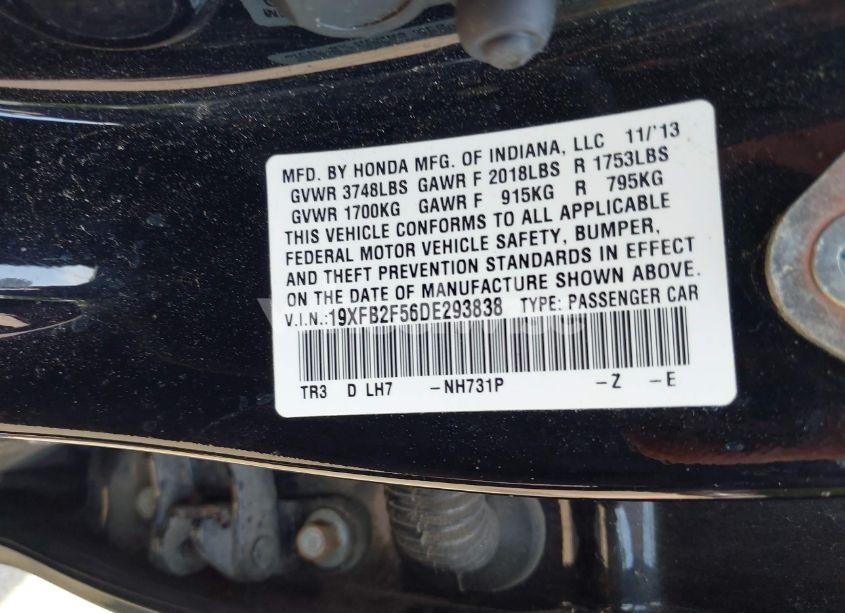 MFD. BY HONDA MFG. OF INDIANA, LLC 11/'13
GVWR 3748LBS GAWR F 2018LBS R 1753LBS
GVWR 1700KG GAWR F 915KG R 795KG
THIS VEHICLE CONFORMS TO ALL APPLICABLE
FEDERAL MOTOR VEHICLE SAFETY, BUMPER,
AND THEFT PREVENTION STANDARDS IN EFFECT
ON THE DATE OF MANUFACTURE SHOWN ABOVE.
V.I.N.:19XFB2F56DE293838 TYPE: PASSENGER CAR
TR3 D LH7 -NH731P -Z -E